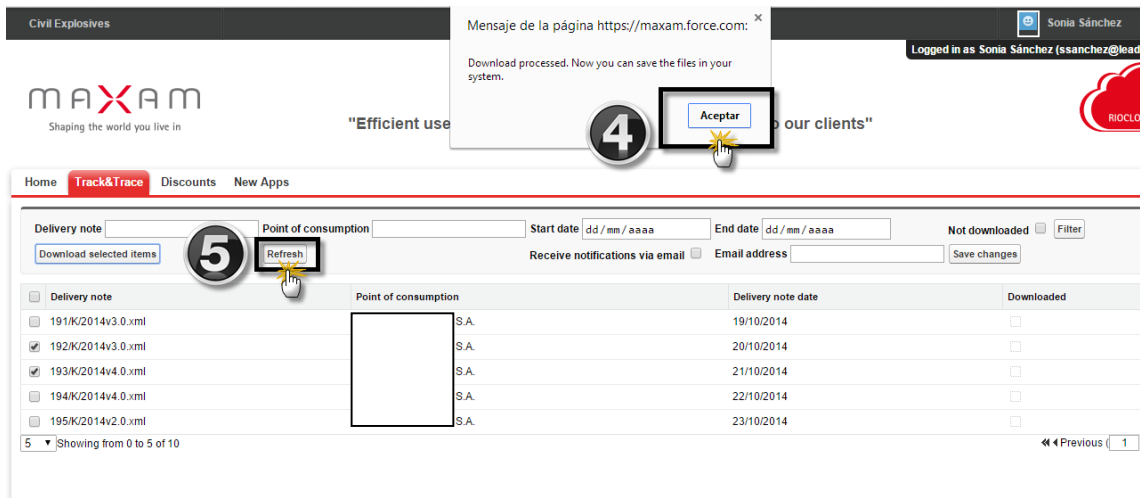 Civil Explosives
Mensaje de la página https://maxam.force.com:
×
Sonia Sánchez
Logged in as Sonia Sánchez (ssanchez@lead
Download processed. Now you can save the files in your
system.
Aceptar
4
MAXAM
Shaping the world you live in
"Efficient use
o our clients"
RIOCLO
Home Track&Trace Discounts New Apps
Delivery note
Point of consumption
Start date dd/mm/aaaa
End date dd/mm/aaaa
Not downloaded
Filter
Download selected items
5
Refresh
Receive notifications via email
Email address
Save changes
Delivery note Point of consumption Delivery note date Downloaded
191/K/2014v3.0.xml S.A. 19/10/2014
192/K/2014v3.0.xml S.A. 20/10/2014
193/K/2014v4.0.xml S.A. 21/10/2014
194/K/2014v4.0.xml S.A. 22/10/2014
195/K/2014v2.0.xml S.A. 23/10/2014
5 Showing from 0 to 5 of 10
Previous ( 1